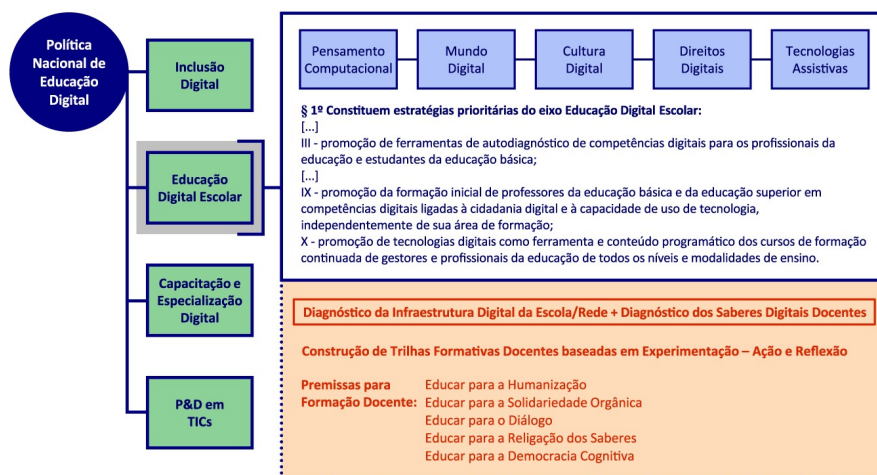 Política
Nacional de
Educação
Digital
Inclusão
Digital
Educação
Digital Escolar
Capacitação e
Especialização
Digital
P&D em
TICs
Pensamento
Computacional
Mundo
Digital
Cultura
Digital
Direitos
Digitais
Tecnologias
Assistivas
§ 1º Constituem estratégias prioritárias do eixo Educação Digital Escolar:
[...]
III - promoção de ferramentas de autodiagnóstico de competências digitais para os profissionais da
educação e estudantes da educação básica;
[...]
IX - promoção da formação inicial de professores da educação básica e da educação superior em
competências digitais ligadas à cidadania digital e à capacidade de uso de tecnologia,
independentemente de sua área de formação;
X - promoção de tecnologias digitais como ferramenta e conteúdo programático dos cursos de formação
continuada de gestores e profissionais da educação de todos os níveis e modalidades de ensino.
Diagnóstico da Infraestrutura Digital da Escola/Rede + Diagnóstico dos Saberes Digitais Docentes
Construção de Trilhas Formativas Docentes baseadas em Experimentação – Ação e Reflexão
Premissas para Educar para a Humanização
Formação Docente: Educar para a Solidariedade Orgânica
Educar para o Diálogo
Educar para a Religação dos Saberes
Educar para a Democracia Cognitiva